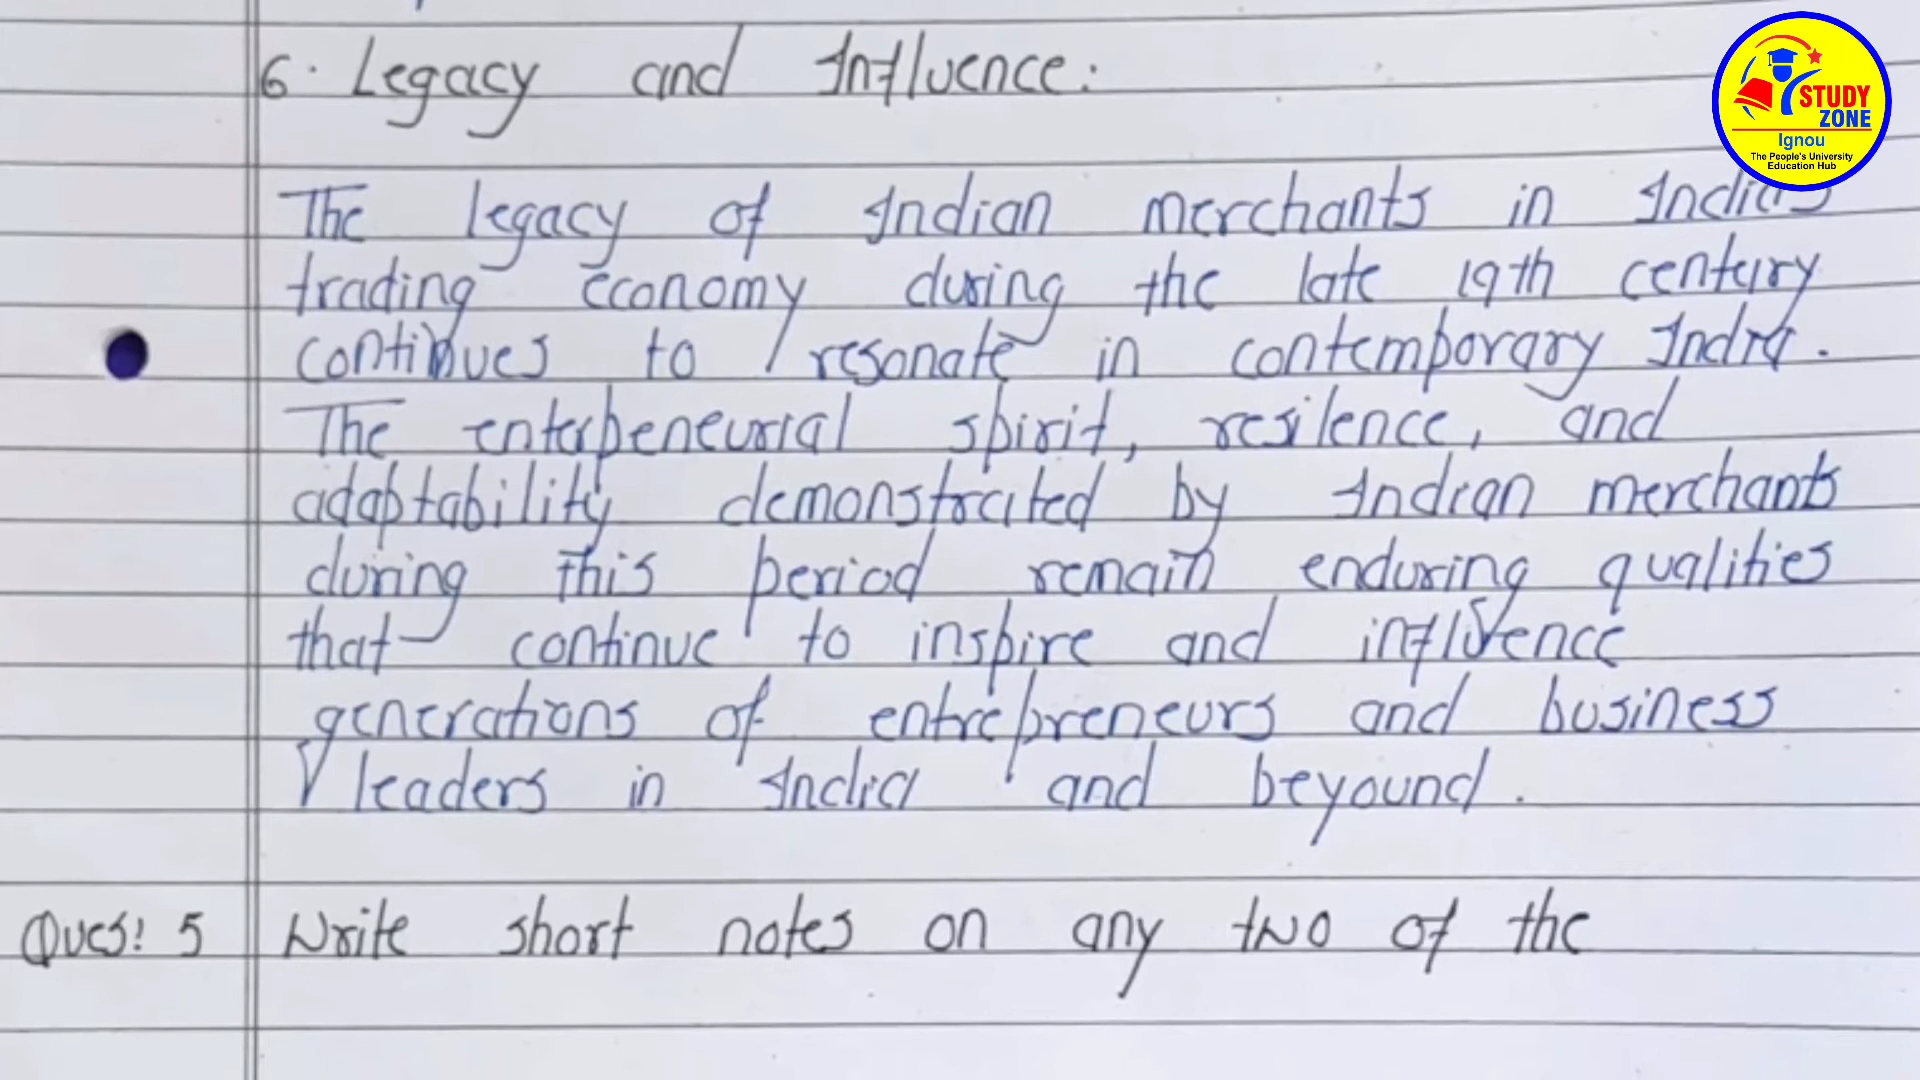 6. Legacy and Influence:
The legacy of Indian merchants in India's
trading economy during the late 19th century
continues to resonate in contemporary India.
The enterpeneurial spirit, resilence, and
adaptability demonstrated by Indian merchants
during this period remain enduring qualities
that continue to inspire and influence
generations of entrepreneurs and business
leaders in India and beyound.
Ques: 5 Write short notes on any two of the
STUDY
ZONE
Ignou
The People's University
Education Hub